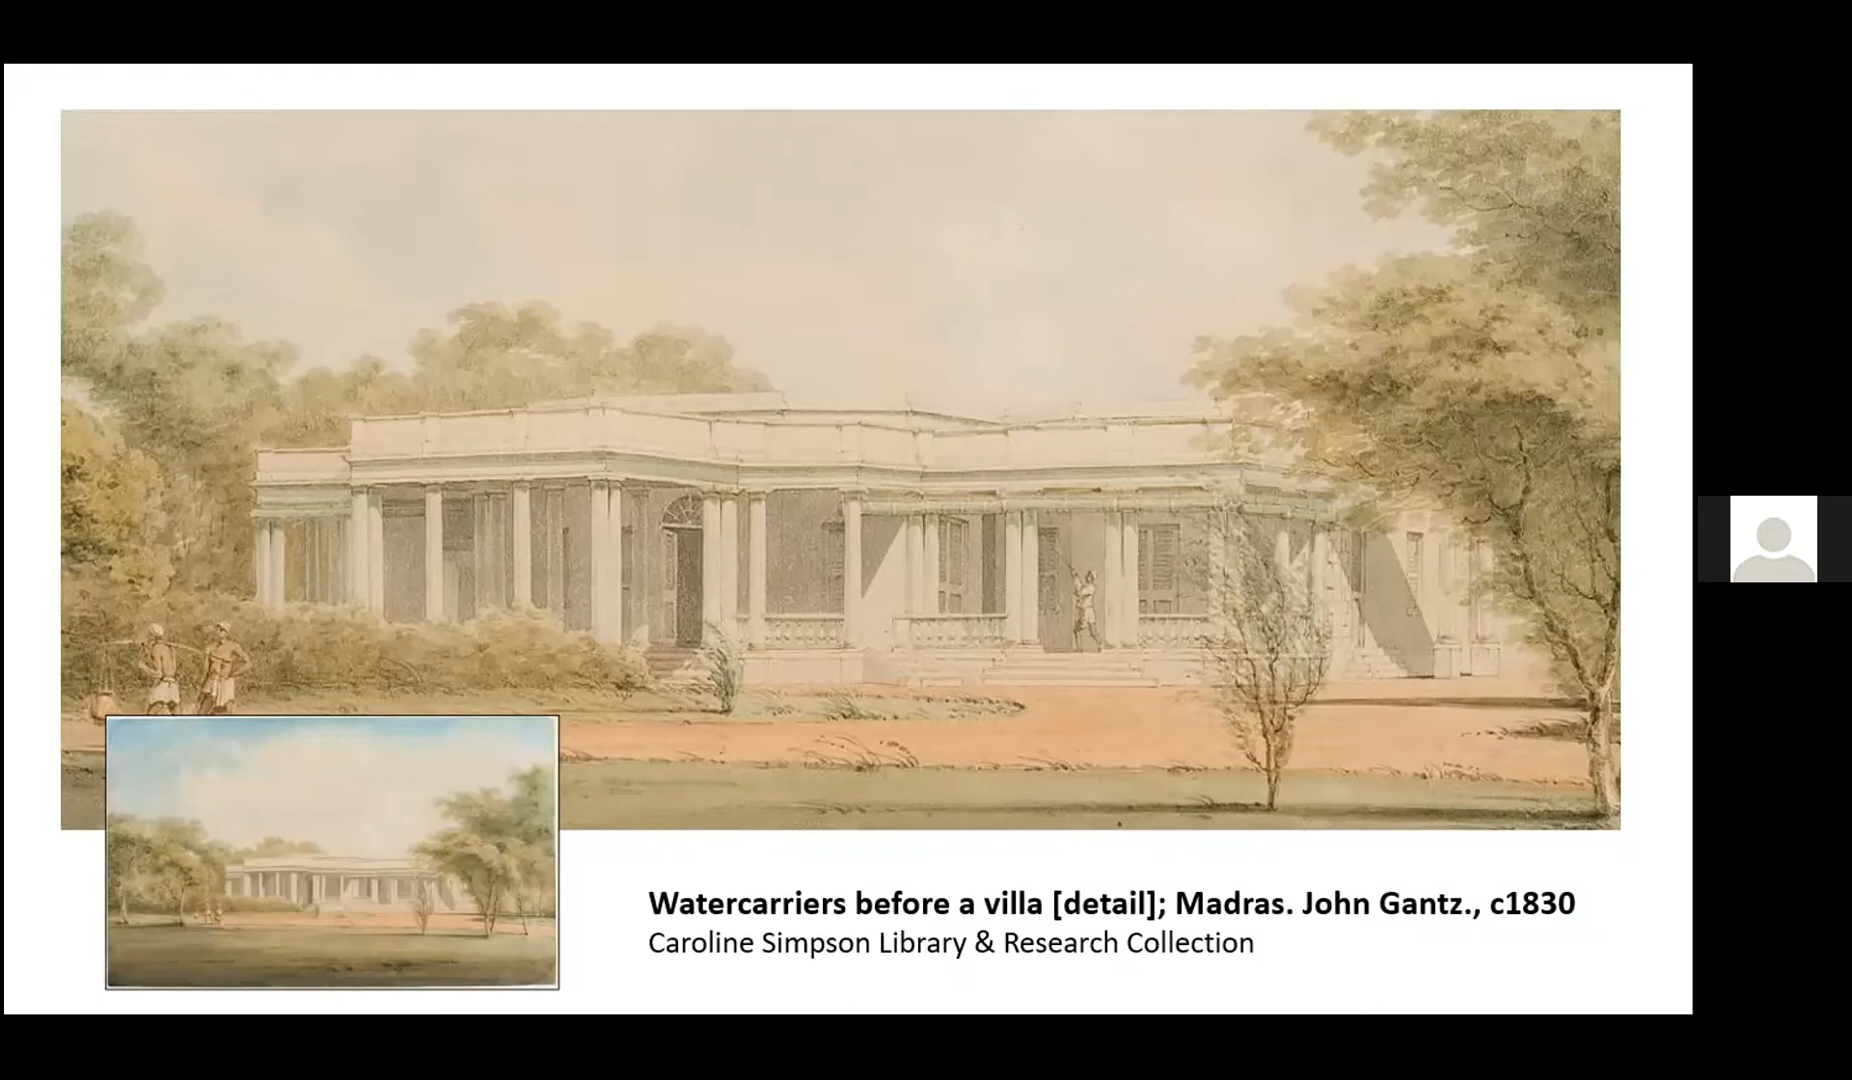 Watercarriers before a villa [detail]; Madras. John Gantz., c1830
Caroline Simpson Library & Research Collection